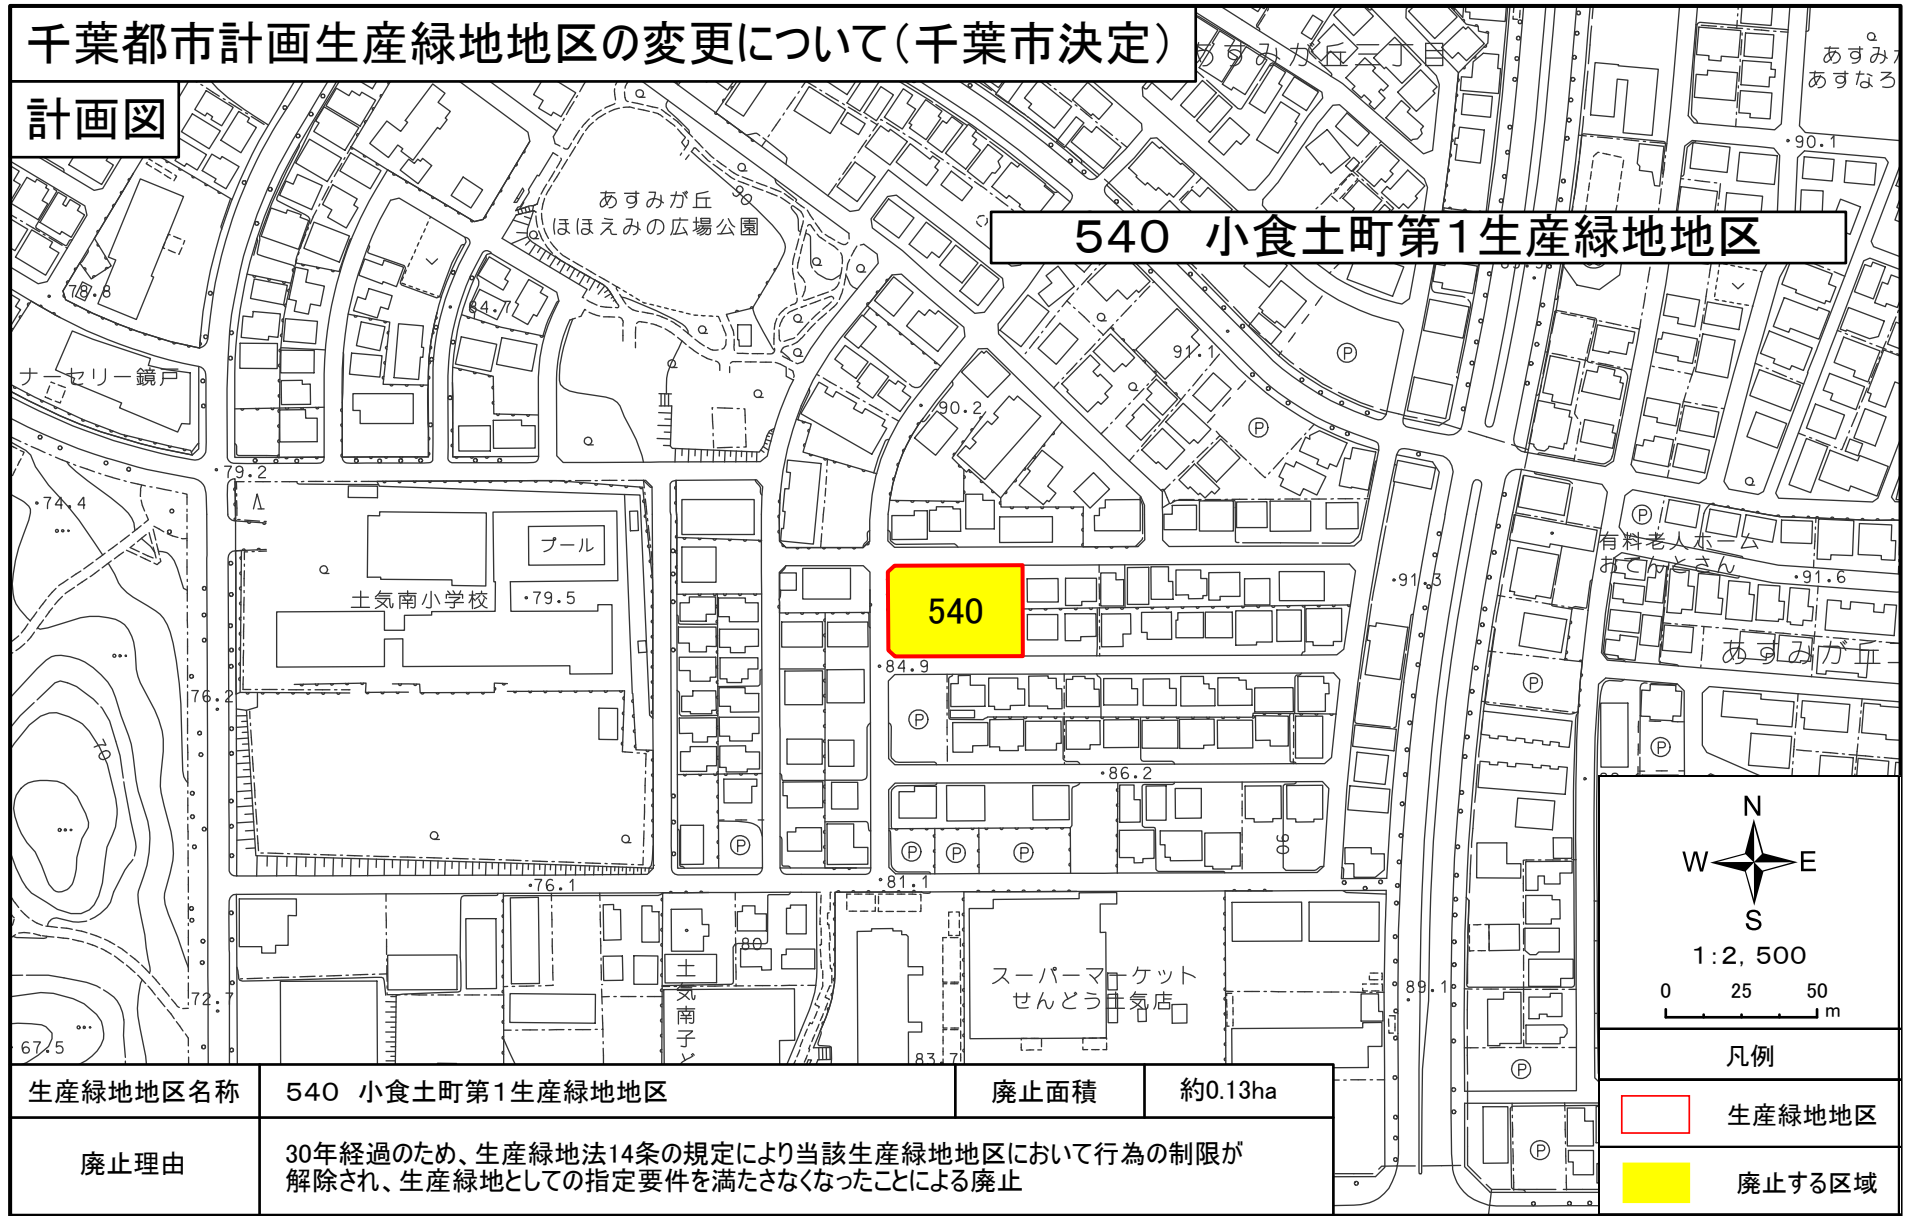 千葉都市計画生産緑地地区の変更について(千葉市決定)
計画図
あすみが丘
ほほえみの広場公園
540 小食土町第1生産緑地地区
90.1
90
78.8
84.7
ナーセリー鏡戸
91.1
90.2
79.2
74.4
プール
土気南小学校
79.5
540
有料老人ホーム
おてんとさん
91.3
91.6
84.9
76.2
70
86.2
90
76.1
81.1
80
土気南子ど
スーパーマーケット
せんどう土気店
89.1
72.7
67.5
83.7
N
W E
S
1:2,500
0 25 50 m
凡例
生産緑地地区
廃止する区域
生産緑地地区名称 540 小食土町第1生産緑地地区 廃止面積 約0.13ha
廃止理由
30年経過のため、生産緑地法14条の規定により当該生産緑地地区において行為の制限が
解除され、生産緑地としての指定要件を満たさなくなったことによる廃止